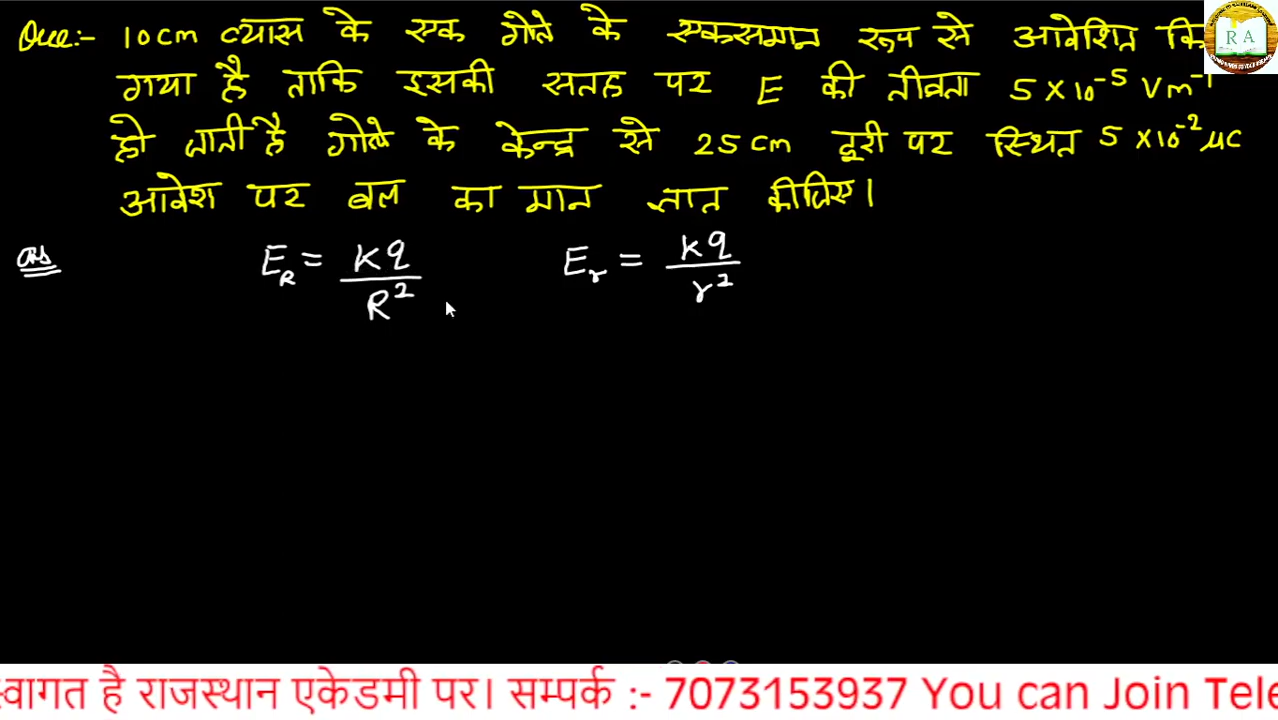 Que:- 10cm व्यास के एक गोले के एकसमान रूप से आवेशित कि
RA
गया है ताकि इसकी सतह पर E की तीव्रता 5 × 10⁻⁵ Vm⁻¹
हो जाती है गोले के केन्द्र से 25 cm दूरी पर स्थित 5 × 10⁻² μC
आवेश पर बल का मान ज्ञात कीजिए।
Ans E_R = Kq/R² E_r = Kq/r²
स्वागत है राजस्थान एकेडमी पर। सम्पर्क :- 7073153937 You can Join Tele